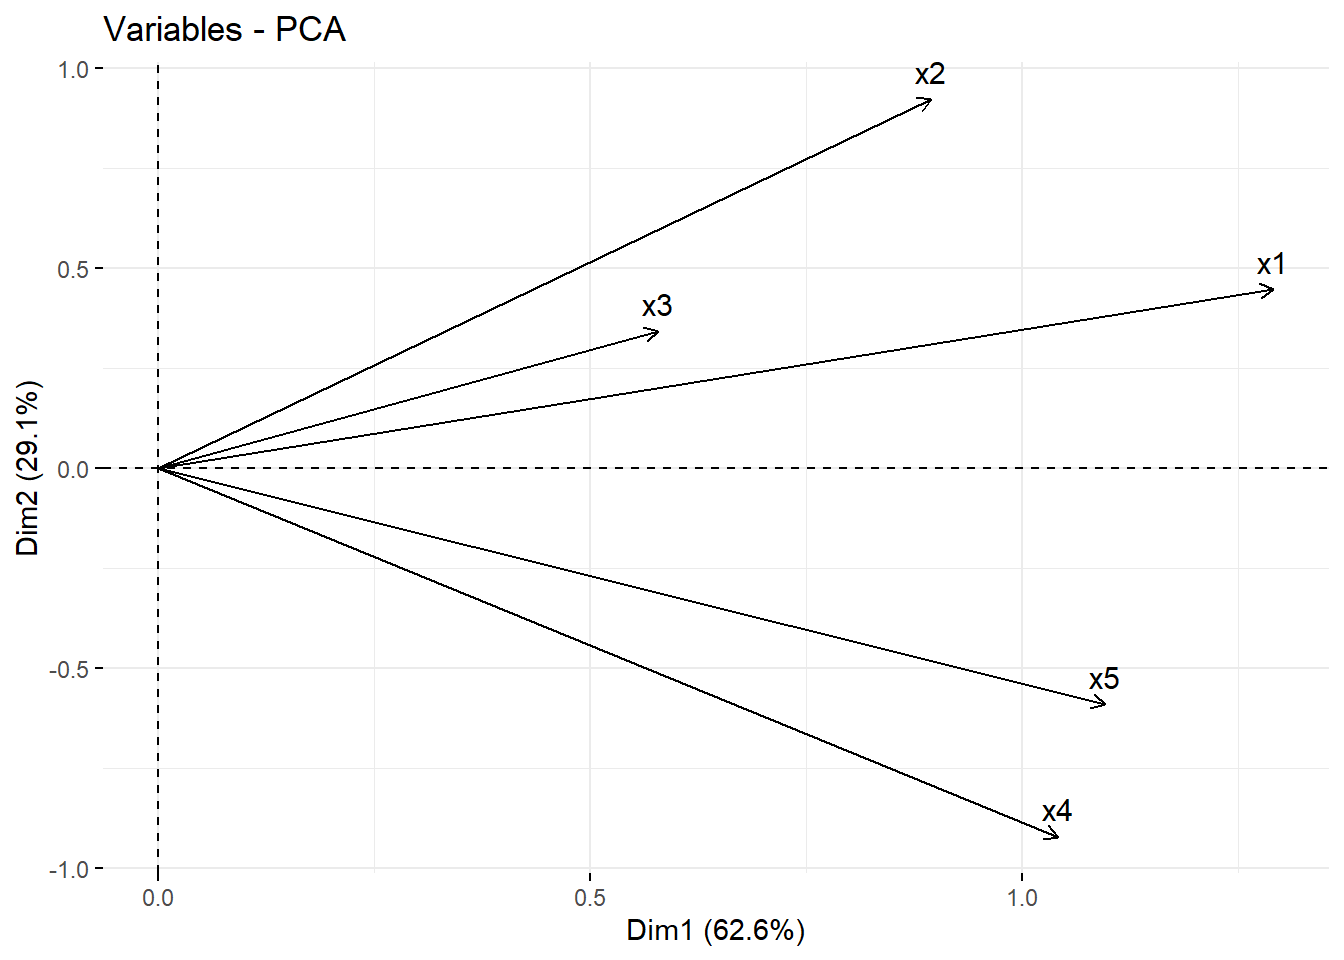 Variables - PCA
1.0
0.5
0.0
-0.5
-1.0
Dim2 (29.1%)
x2
x1
x3
x5
x4
0.0
0.5
1.0
Dim1 (62.6%)